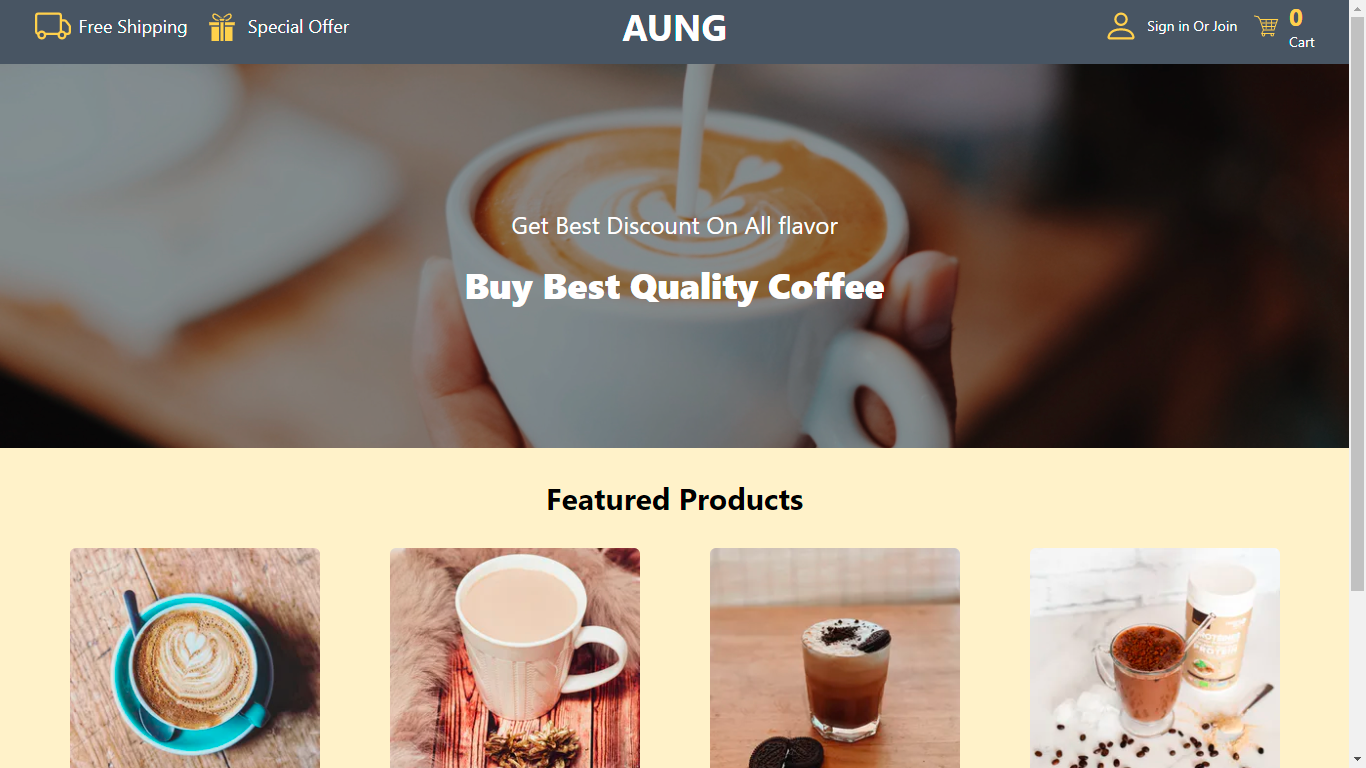 Free Shipping
Special Offer
AUNG
Sign in Or Join
0
Cart
Get Best Discount On All flavor
Buy Best Quality Coffee
Featured Products
PROTEIN